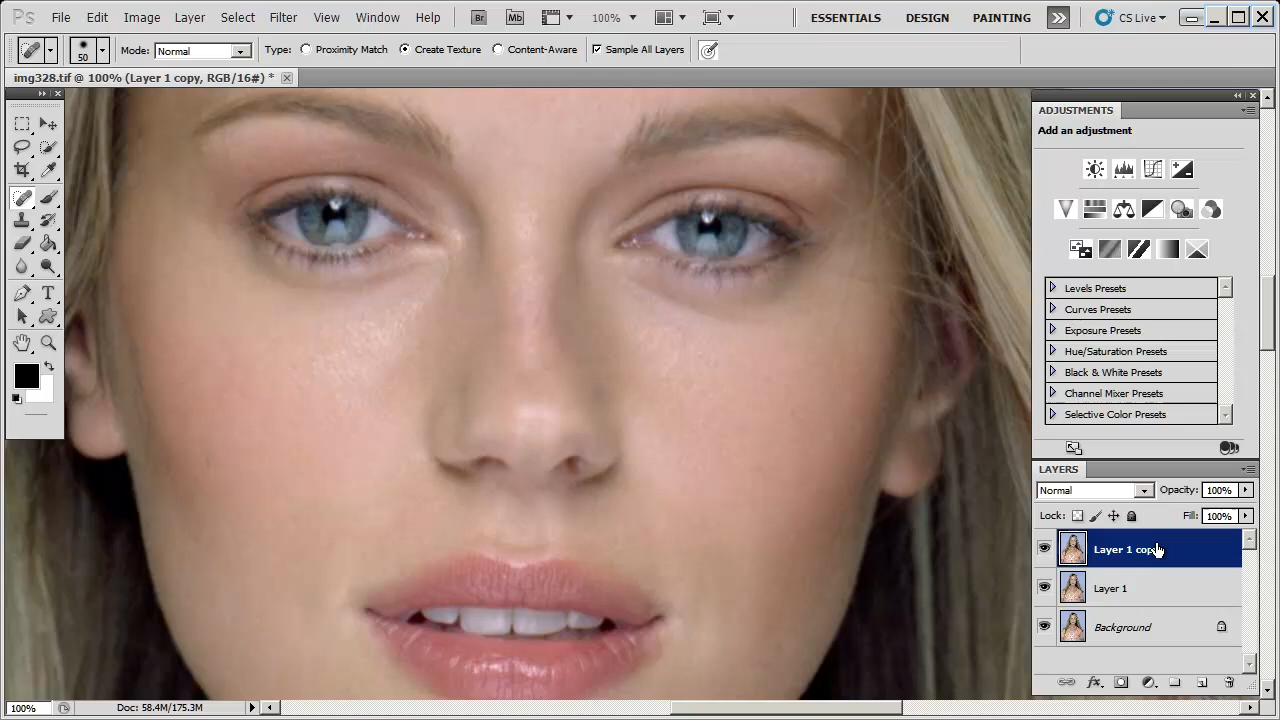 Ps File Edit Image Layer Select Filter View Window Help Br Mb 100% ESSENTIALS DESIGN PAINTING CS Live
50 Mode: Normal Type: Proximity Match Create Texture Content-Aware Sample All Layers
img328.tif @ 100% (Layer 1 copy, RGB/16#) *
ADJUSTMENTS
Add an adjustment
Levels Presets
Curves Presets
Exposure Presets
Hue/Saturation Presets
Black & White Presets
Channel Mixer Presets
Selective Color Presets
LAYERS
Normal Opacity: 100%
Lock: Fill: 100%
Layer 1 copy
Layer 1
Background
fx
100% Doc: 58.4M/175.3M